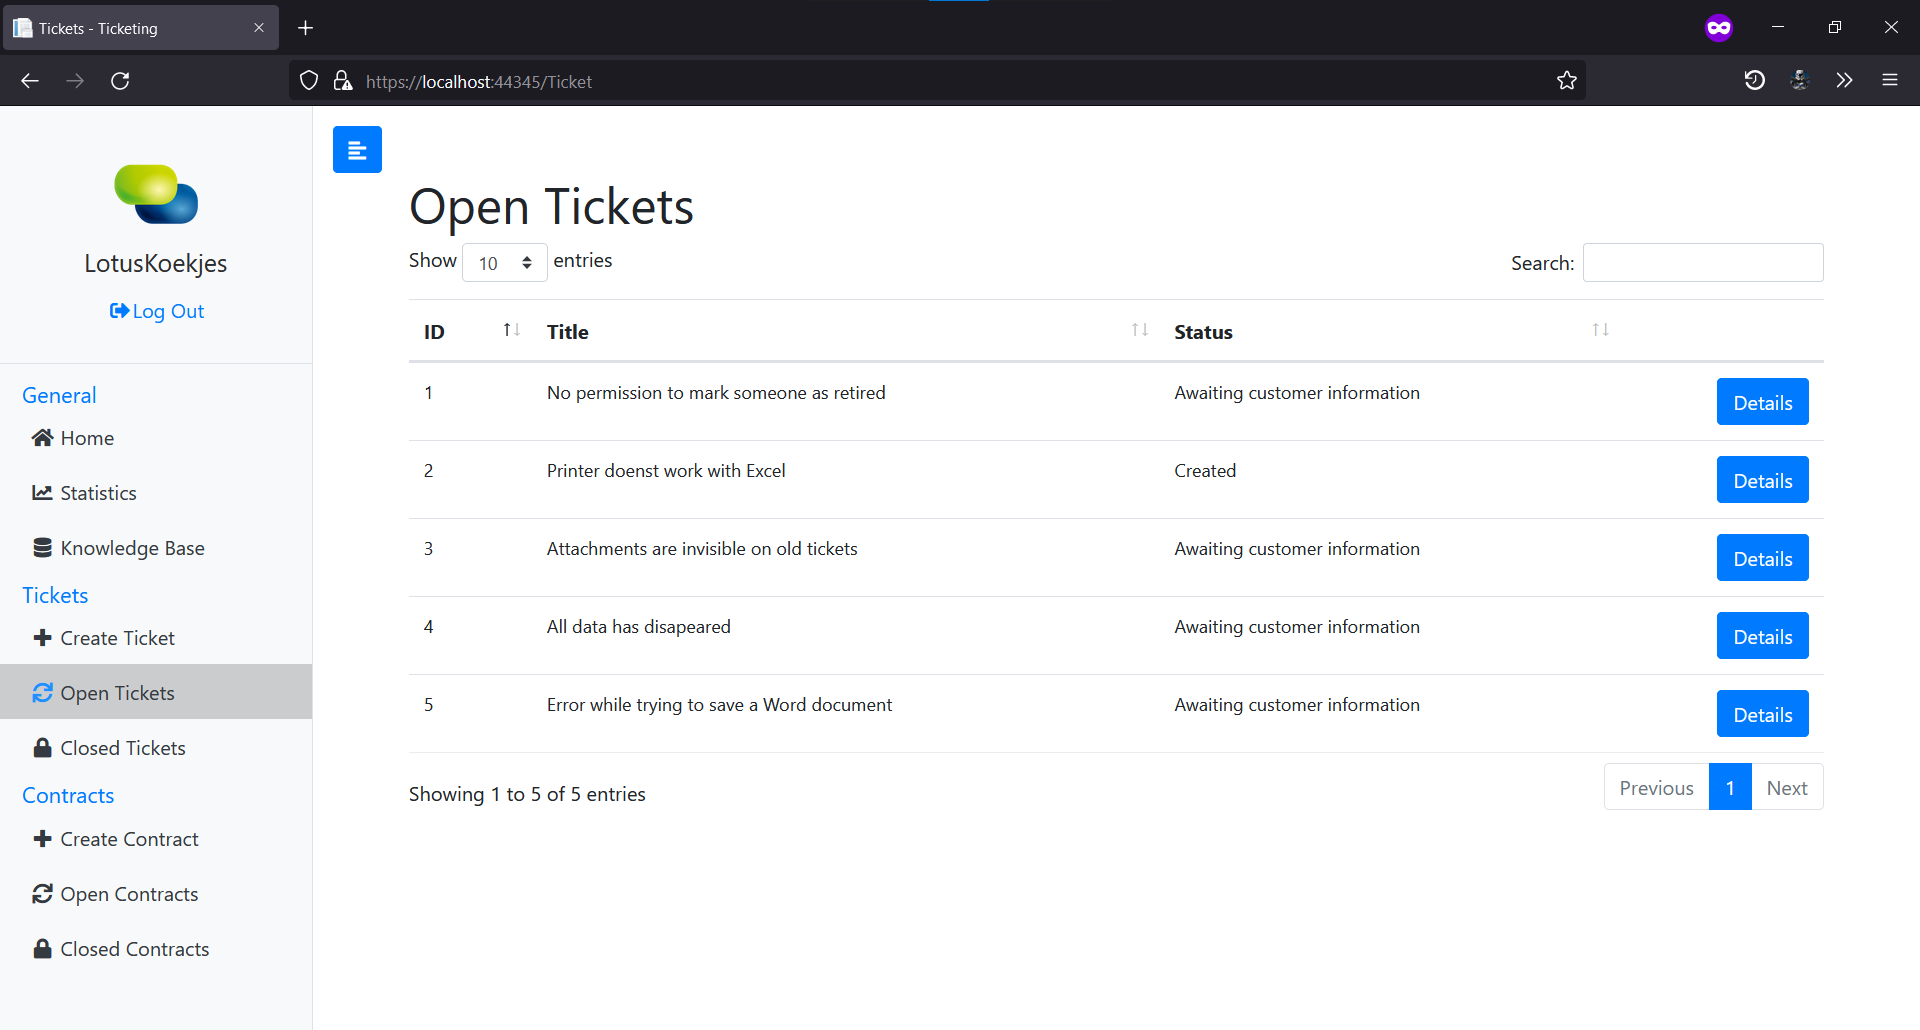 Tickets - Ticketing
https://localhost:44345/Ticket
LotusKoekjes
Log Out
General
Home
Statistics
Knowledge Base
Tickets
Create Ticket
Open Tickets
Closed Tickets
Contracts
Create Contract
Open Contracts
Closed Contracts
Open Tickets
Show 10 entries
Search:
ID Title Status
1 No permission to mark someone as retired Awaiting customer information Details
2 Printer doenst work with Excel Created Details
3 Attachments are invisible on old tickets Awaiting customer information Details
4 All data has disapeared Awaiting customer information Details
5 Error while trying to save a Word document Awaiting customer information Details
Showing 1 to 5 of 5 entries
Previous 1 Next